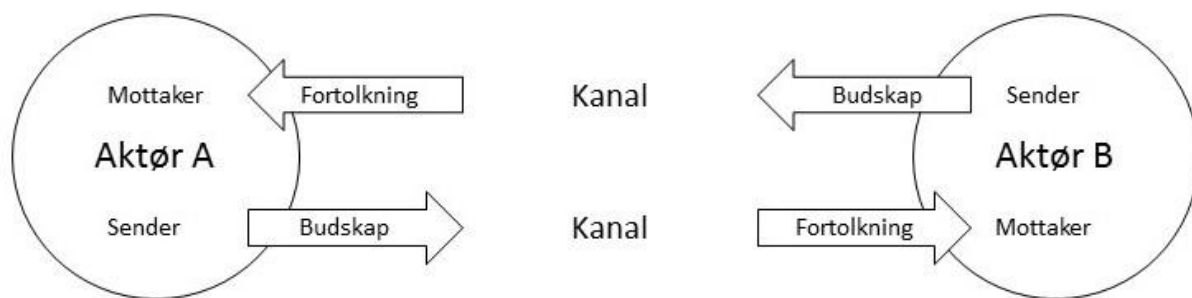 Mottaker Fortolkning Kanal Budskap Sender
Aktør A Aktør B
Sender Budskap Kanal Fortolkning Mottaker